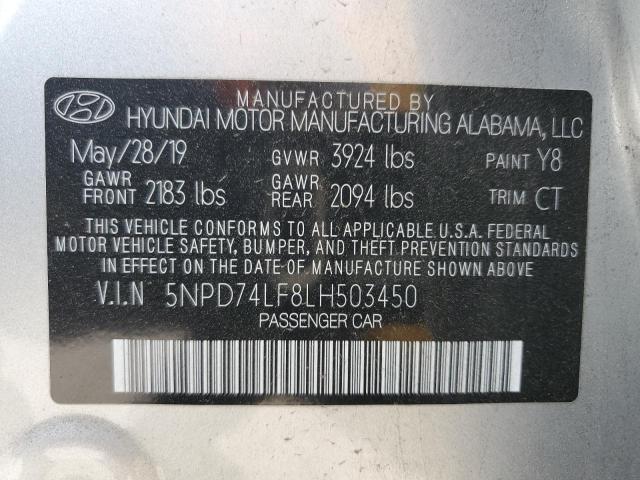 MANUFACTURED BY
HYUNDAI MOTOR MANUFACTURING ALABAMA, LLC
May/28/19 GVWR 3924 lbs PAINT Y8
GAWR FRONT 2183 lbs GAWR REAR 2094 lbs TRIM CT
THIS VEHICLE CONFORMS TO ALL APPLICABLE U.S.A. FEDERAL
MOTOR VEHICLE SAFETY, BUMPER, AND THEFT PREVENTION STANDARDS
IN EFFECT ON THE DATE OF MANUFACTURE SHOWN ABOVE.
V.I.N 5NPD74LF8LH503450
PASSENGER CAR